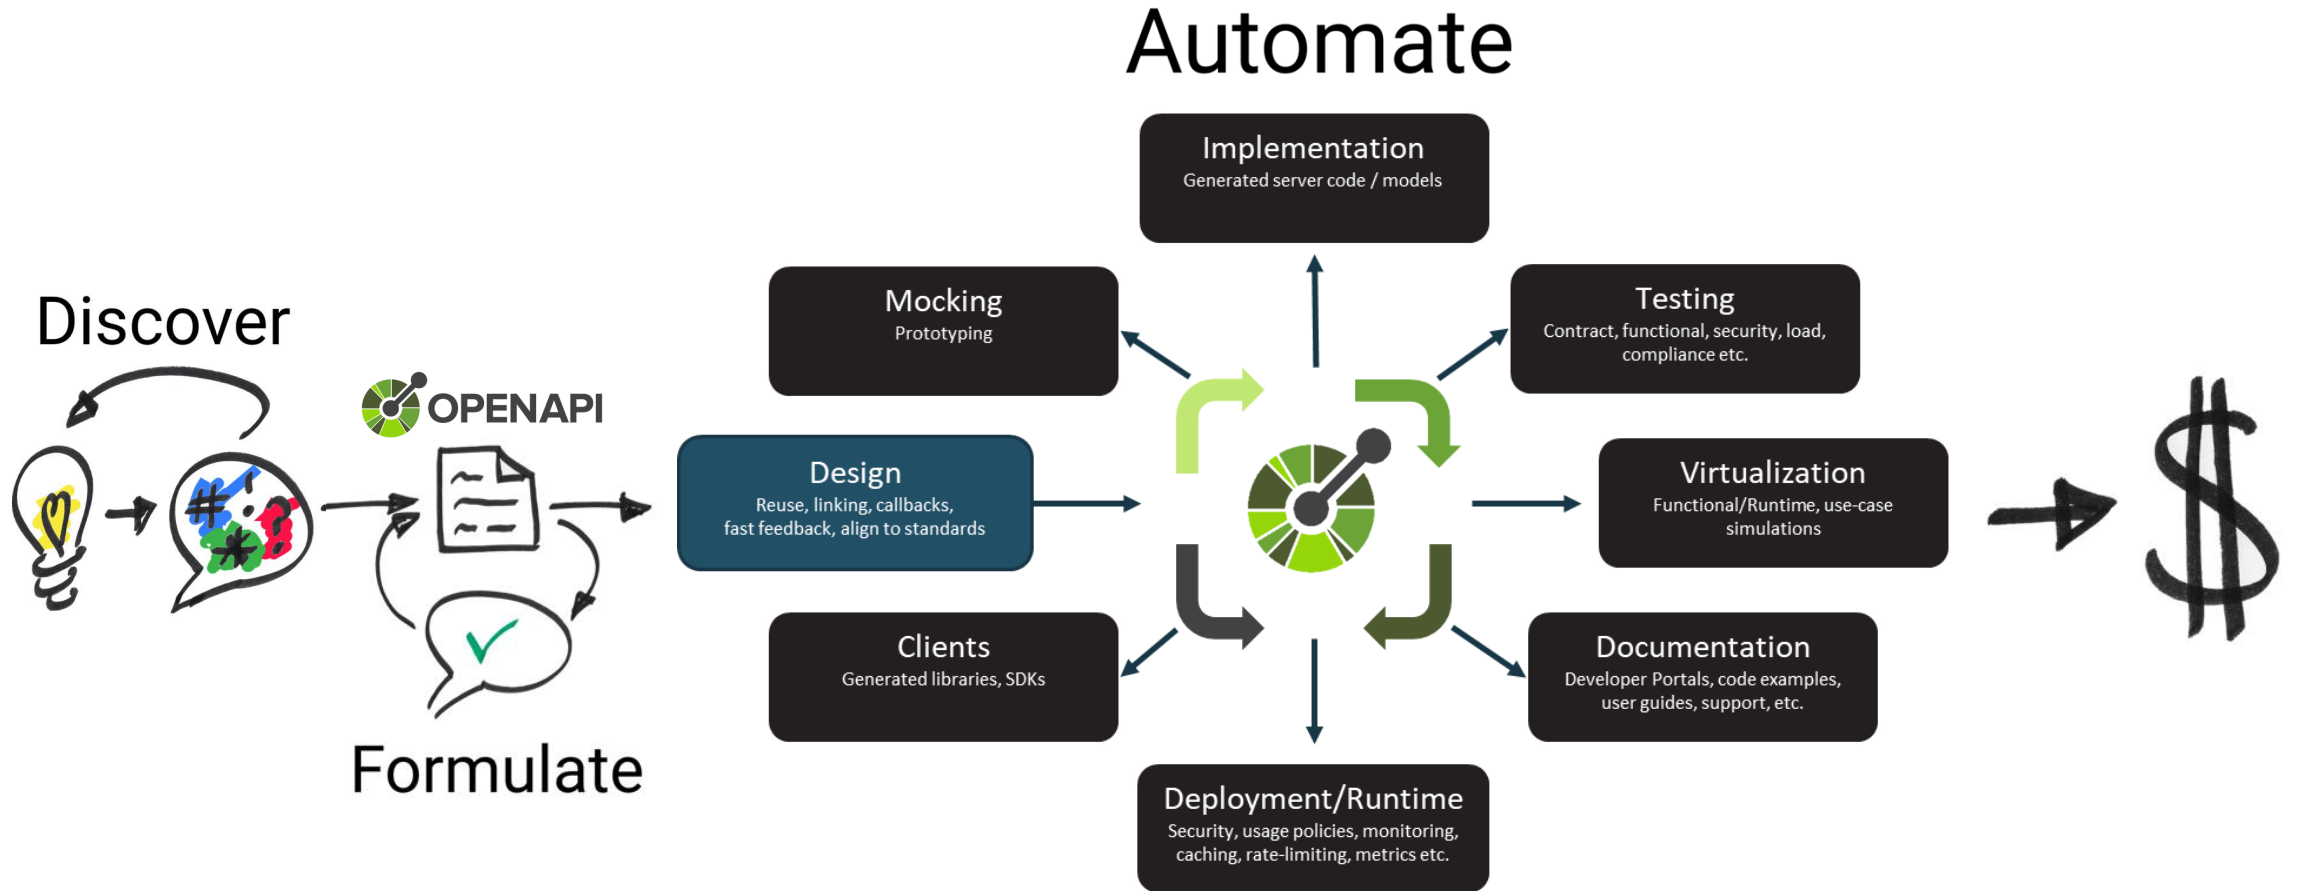 Automate
Implementation
Generated server code / models
Mocking
Prototyping
Testing
Contract, functional, security, load,
compliance etc.
Discover
OPENAPI
Design
Reuse, linking, callbacks,
fast feedback, align to standards
Virtualization
Functional/Runtime, use-case
simulations
#
!
?
*
$
Clients
Generated libraries, SDKs
Documentation
Developer Portals, code examples,
user guides, support, etc.
Formulate
Deployment/Runtime
Security, usage policies, monitoring,
caching, rate-limiting, metrics etc.